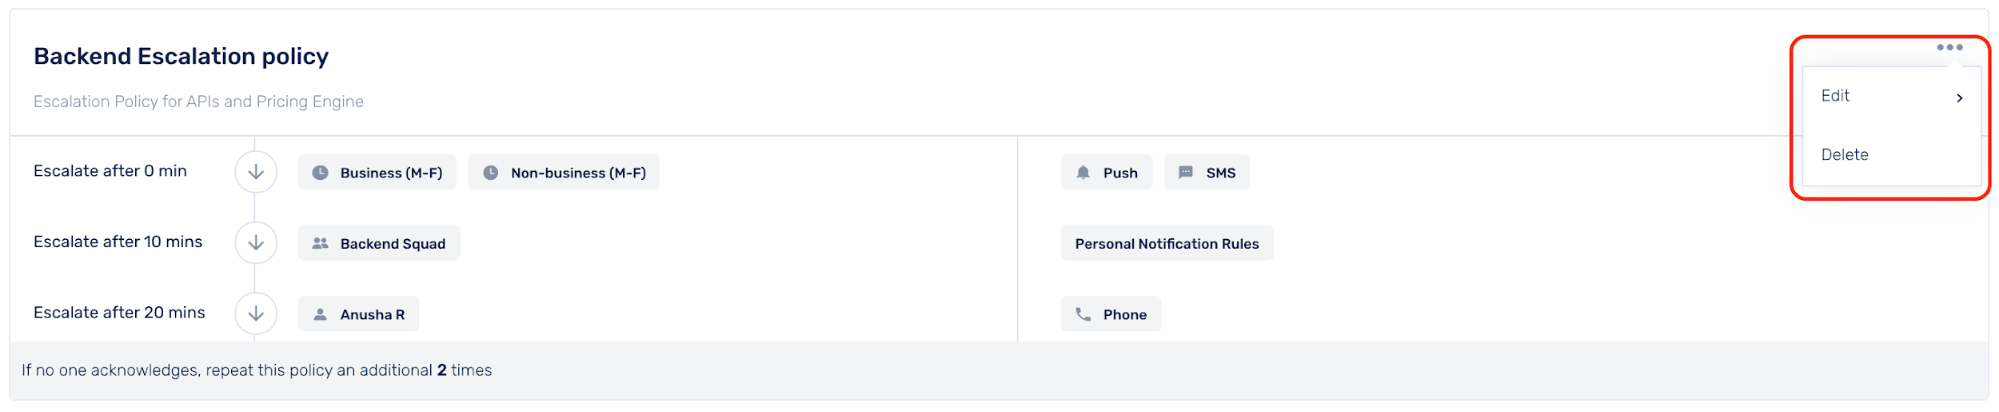 Backend Escalation policy
Escalation Policy for APIs and Pricing Engine
Edit
Delete
Escalate after 0 min
Business (M-F)
Non-business (M-F)
Push
SMS
Escalate after 10 mins
Backend Squad
Personal Notification Rules
Escalate after 20 mins
Anusha R
Phone
If no one acknowledges, repeat this policy an additional 2 times